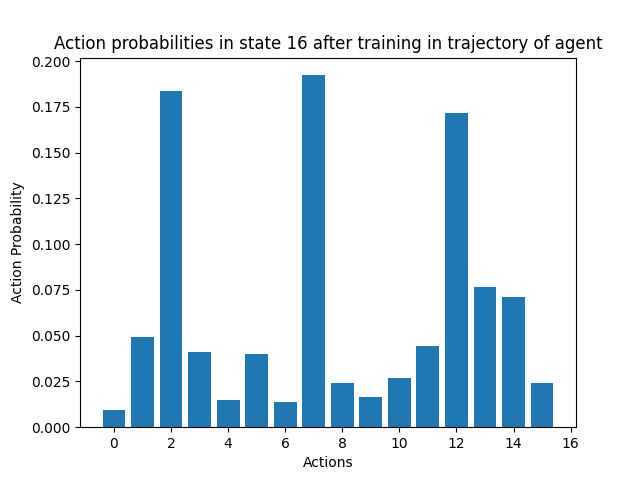 Action probabilities in state 16 after training in trajectory of agent
0.200
0.175
0.150
0.125
0.100
0.075
0.050
0.025
0.000
Action Probability
0 2 4 6 8 10 12 14 16
Actions